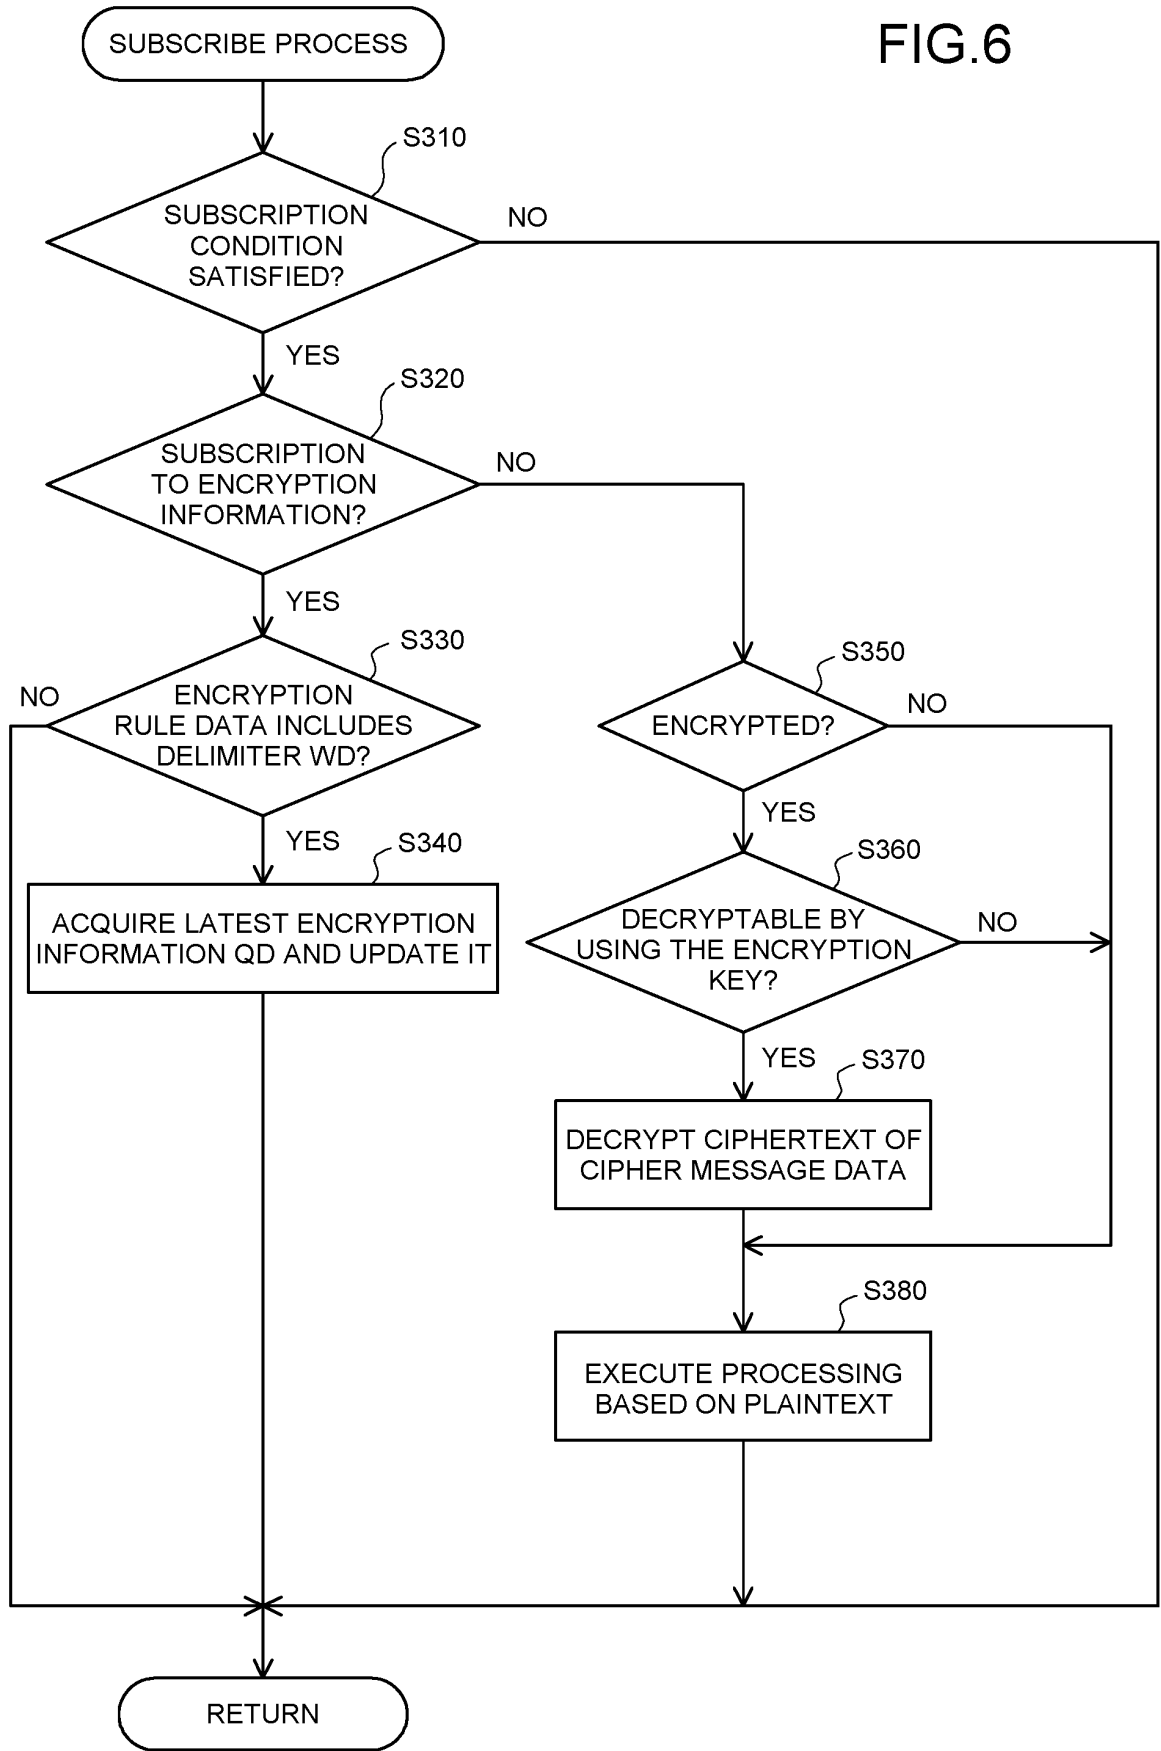 SUBSCRIBE PROCESS
FIG.6
S310
SUBSCRIPTION
CONDITION
SATISFIED?
NO
YES
S320
SUBSCRIPTION
TO ENCRYPTION
INFORMATION?
NO
YES
S330
ENCRYPTION
RULE DATA INCLUDES
DELIMITER WD?
NO
YES
S340
ACQUIRE LATEST ENCRYPTION
INFORMATION QD AND UPDATE IT
S350
ENCRYPTED?
NO
YES
S360
DECRYPTABLE BY
USING THE ENCRYPTION
KEY?
NO
YES
S370
DECRYPT CIPHERTEXT OF
CIPHER MESSAGE DATA
S380
EXECUTE PROCESSING
BASED ON PLAINTEXT
RETURN